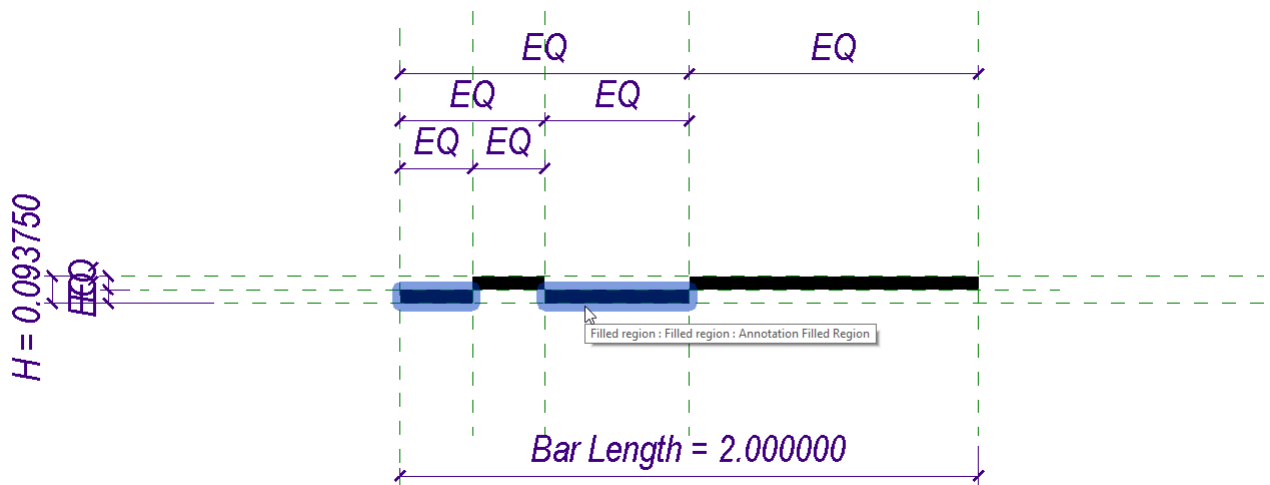 EQ EQ
EQ EQ
EQ EQ
H = 0.093750
EQ
Filled region : Filled region : Annotation Filled Region
Bar Length = 2.000000